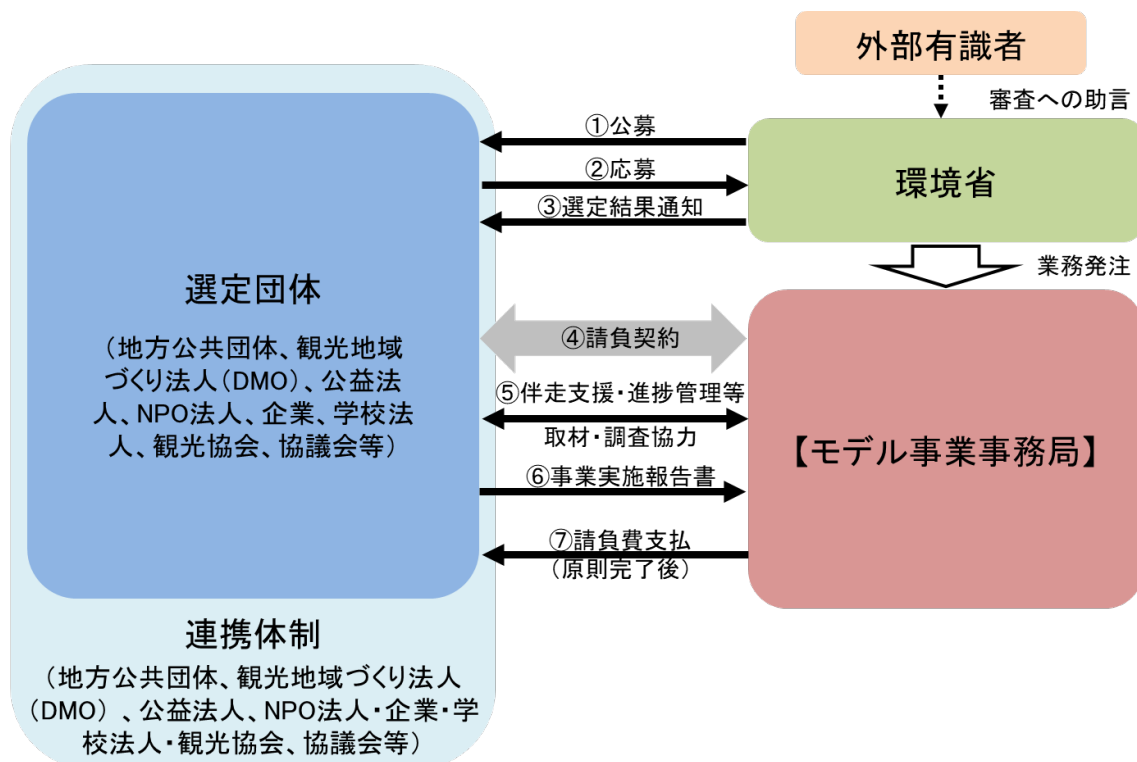 外部有識者
審査への助言
①公募
②応募
③選定結果通知
環境省
業務発注
選定団体
（地方公共団体、観光地域
づくり法人（DMO）、公益法
人、NPO法人、企業、学校法
人、観光協会、協議会等）
④請負契約
⑤伴走支援・進捗管理等
取材・調査協力
⑥事業実施報告書
⑦請負費支払
（原則完了後）
【モデル事業事務局】
連携体制
（地方公共団体、観光地域づくり法人
（DMO）、公益法人、NPO法人・企業・学
校法人・観光協会、協議会等）